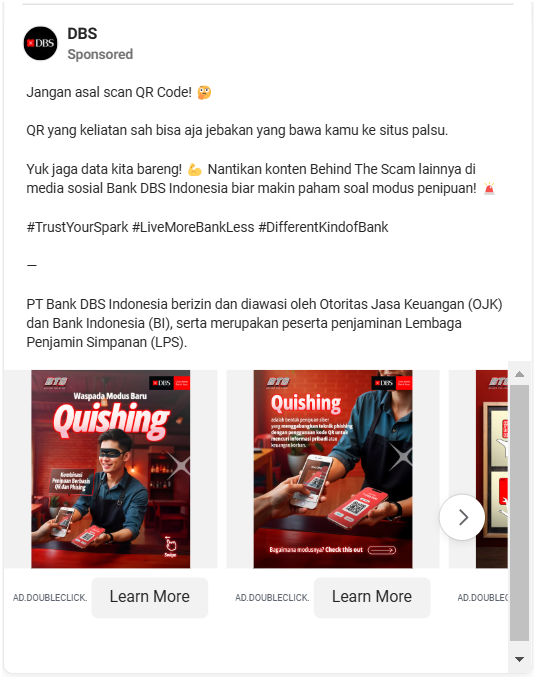 DBS
DBS
Sponsored
Jangan asal scan QR Code! 🤔
QR yang keliatan sah bisa aja jebakan yang bawa kamu ke situs palsu.
Yuk jaga data kita bareng! 💪 Nantikan konten Behind The Scam lainnya di
media sosial Bank DBS Indonesia biar makin paham soal modus penipuan! 🚨
#TrustYourSpark #LiveMoreBankLess #DifferentKindofBank
—
PT Bank DBS Indonesia berizin dan diawasi oleh Otoritas Jasa Keuangan (OJK)
dan Bank Indonesia (BI), serta merupakan peserta penjaminan Lembaga
Penjamin Simpanan (LPS).
BTS
DBS
Waspada Modus Baru
Quishing
Kombinasi
Penipuan Berbasis
QR dan Phising
Swipe
BTS
DBS
Quishing
adalah bentuk penipuan siber
yang menggabungkan teknik phishing
dengan penggunaan kode QR untuk
mencuri informasi pribadi atau
keuangan korban.
Bagaimana modusnya? Check this out
BTS
AD.DOUBLECLICK.
Learn More
AD.DOUBLECLICK.
Learn More
AD.DOUBLEC